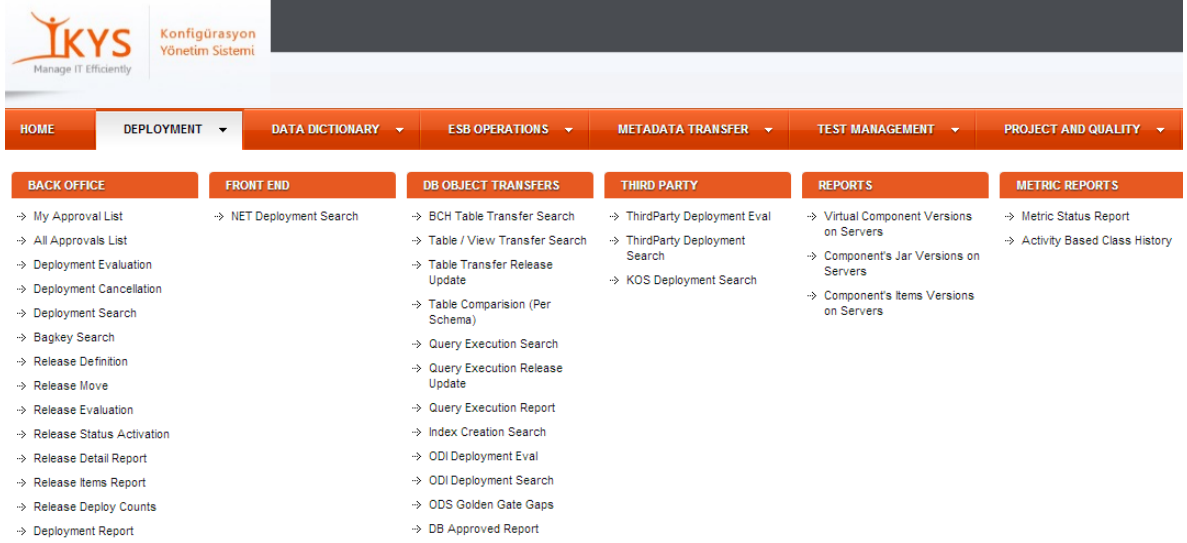 KYS
Manage IT Efficiently
Konfigürasyon
Yönetim Sistemi
HOME
DEPLOYMENT
DATA DICTIONARY
ESB OPERATIONS
METADATA TRANSFER
TEST MANAGEMENT
PROJECT AND QUALITY
BACK OFFICE
My Approval List
All Approvals List
Deployment Evaluation
Deployment Cancellation
Deployment Search
Bagkey Search
Release Definition
Release Move
Release Evaluation
Release Status Activation
Release Detail Report
Release Items Report
Release Deploy Counts
Deployment Report
FRONT END
NET Deployment Search
DB OBJECT TRANSFERS
BCH Table Transfer Search
Table / View Transfer Search
Table Transfer Release
Update
Table Comparision (Per
Schema)
Query Execution Search
Query Execution Release
Update
Query Execution Report
Index Creation Search
ODI Deployment Eval
ODI Deployment Search
ODS Golden Gate Gaps
DB Approved Report
THIRD PARTY
ThirdParty Deployment Eval
ThirdParty Deployment
Search
KOS Deployment Search
REPORTS
Virtual Component Versions
on Servers
Component's Jar Versions on
Servers
Component's Items Versions
on Servers
METRIC REPORTS
Metric Status Report
Activity Based Class History